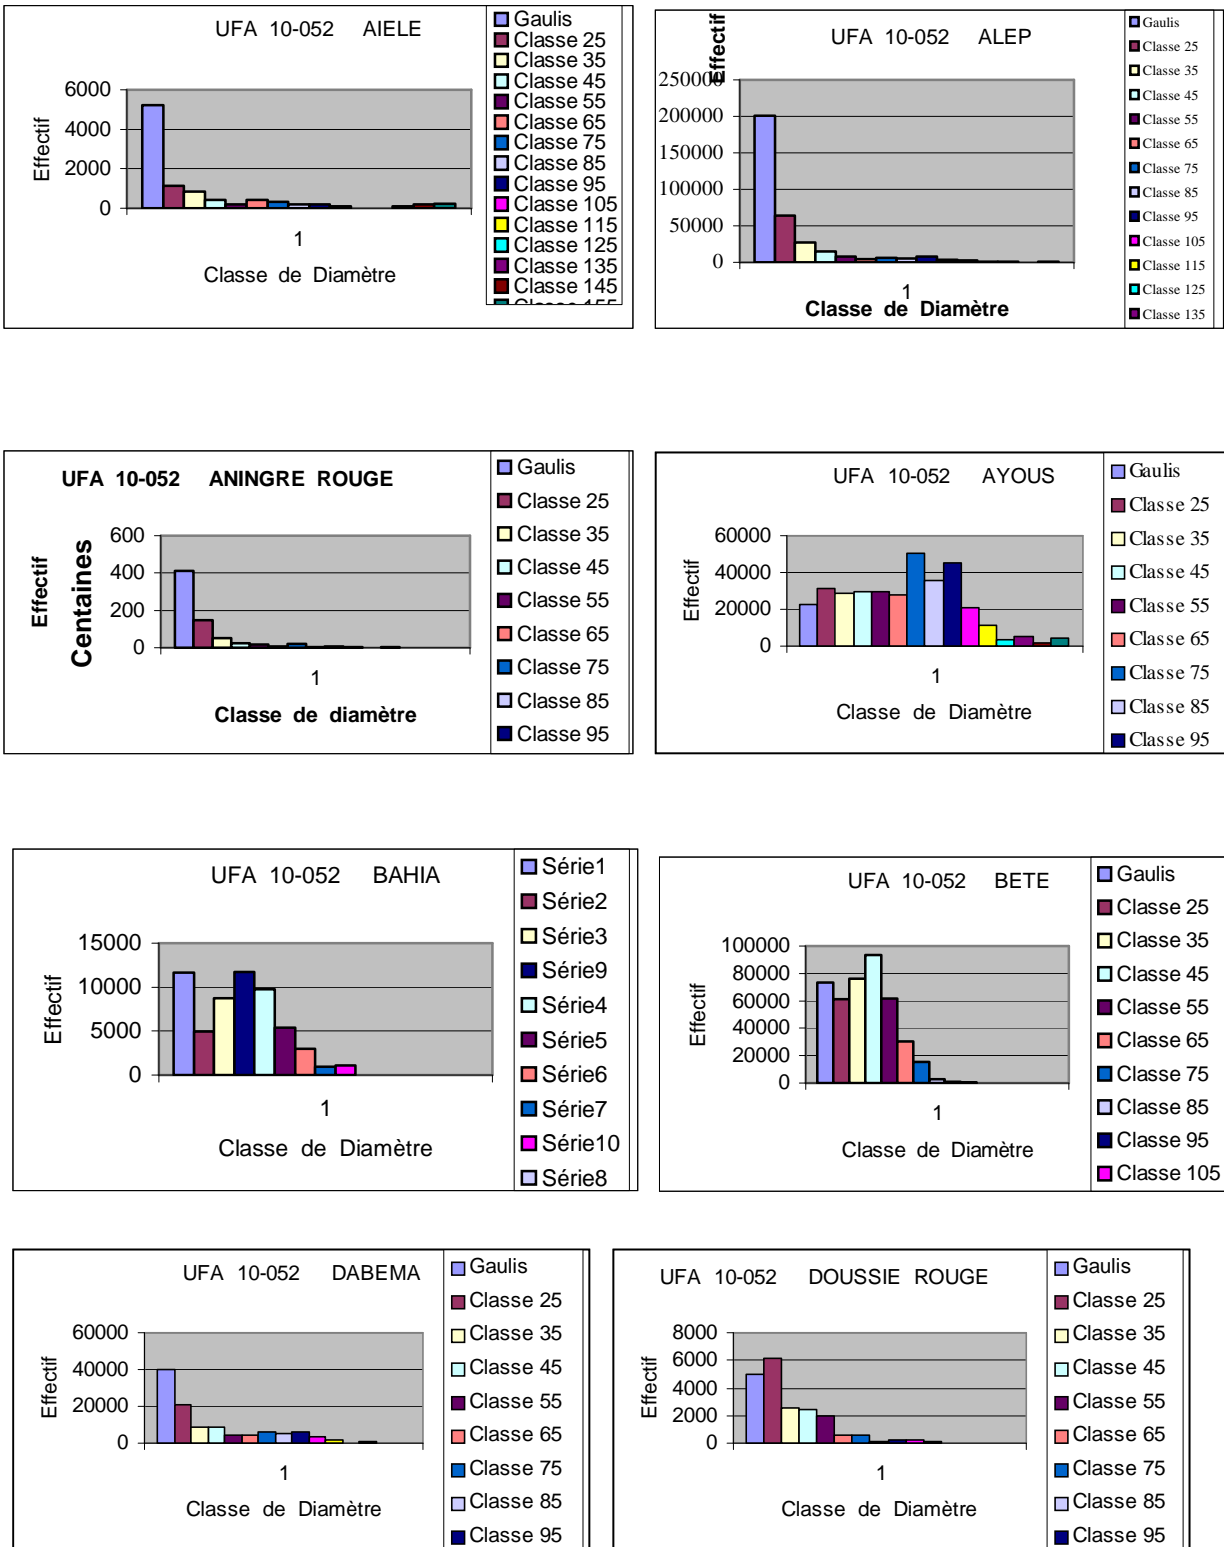 UFA 10-052 AIELE
Effectif
6000
4000
2000
0
1
Classe de Diamètre
Gaulis
Classe 25
Classe 35
Classe 45
Classe 55
Classe 65
Classe 75
Classe 85
Classe 95
Classe 105
Classe 115
Classe 125
Classe 135
Classe 145
Classe 155
UFA 10-052 ALEP
Effectif
250000
200000
150000
100000
50000
0
1
Classe de Diamètre
Gaulis
Classe 25
Classe 35
Classe 45
Classe 55
Classe 65
Classe 75
Classe 85
Classe 95
Classe 105
Classe 115
Classe 125
Classe 135
UFA 10-052 ANINGRE ROUGE
Effectif
Centaines
600
400
200
0
1
Classe de diamètre
Gaulis
Classe 25
Classe 35
Classe 45
Classe 55
Classe 65
Classe 75
Classe 85
Classe 95
UFA 10-052 AYOUS
Effectif
60000
40000
20000
0
1
Classe de Diamètre
Gaulis
Classe 25
Classe 35
Classe 45
Classe 55
Classe 65
Classe 75
Classe 85
Classe 95
UFA 10-052 BAHIA
Effectif
15000
10000
5000
0
1
Classe de Diamètre
Série1
Série2
Série3
Série9
Série4
Série5
Série6
Série7
Série10
Série8
UFA 10-052 BETE
Effectif
100000
80000
60000
40000
20000
0
1
Classe de Diamètre
Gaulis
Classe 25
Classe 35
Classe 45
Classe 55
Classe 65
Classe 75
Classe 85
Classe 95
Classe 105
UFA 10-052 DABEMA
Effectif
60000
40000
20000
0
1
Classe de Diamètre
Gaulis
Classe 25
Classe 35
Classe 45
Classe 55
Classe 65
Classe 75
Classe 85
Classe 95
UFA 10-052 DOUSSIE ROUGE
Effectif
8000
6000
4000
2000
0
1
Classe de Diamètre
Gaulis
Classe 25
Classe 35
Classe 45
Classe 55
Classe 65
Classe 75
Classe 85
Classe 95